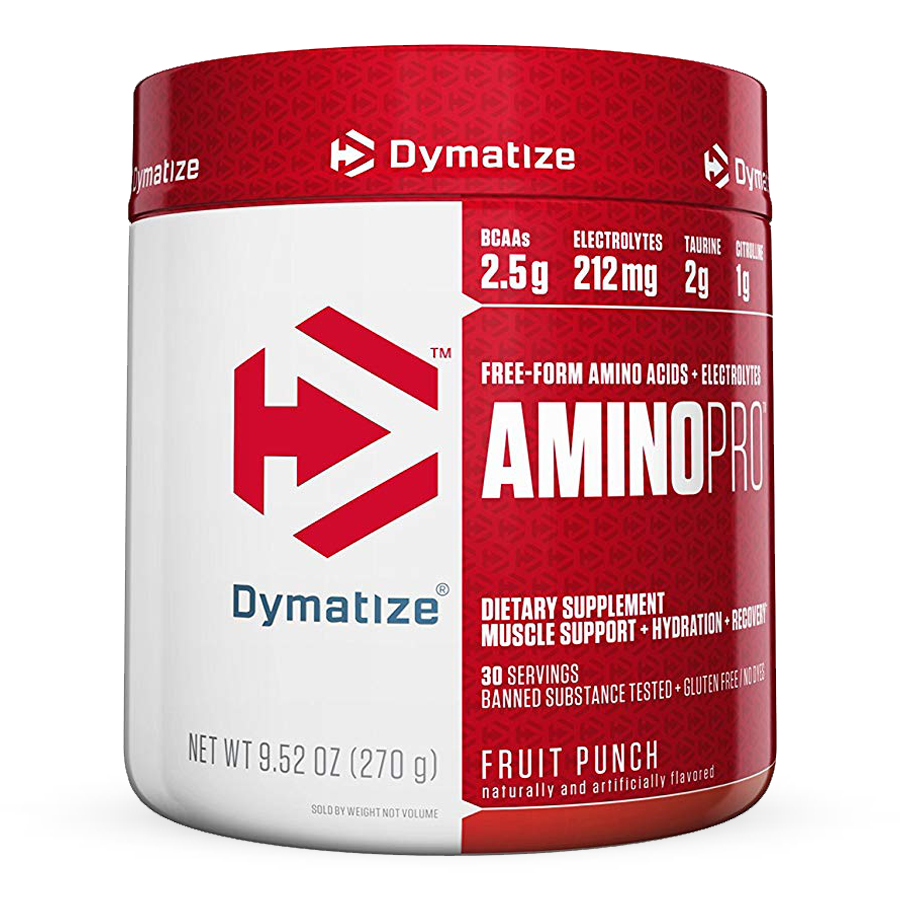 Dymatize
Dymatize
BCAAs
2.5g
ELECTROLYTES
212mg
TAURINE
2g
CITRULLINE
1g
FREE-FORM AMINO ACIDS + ELECTROLYTES
AMINOPRO™
™
Dymatize®
DIETARY SUPPLEMENT
MUSCLE SUPPORT + HYDRATION + RECOVERY
30 SERVINGS
BANNED SUBSTANCE TESTED + GLUTEN FREE / NO DYES
FRUIT PUNCH
naturally and artificially flavored
NET WT 9.52 OZ (270 g)
SOLD BY WEIGHT NOT VOLUME